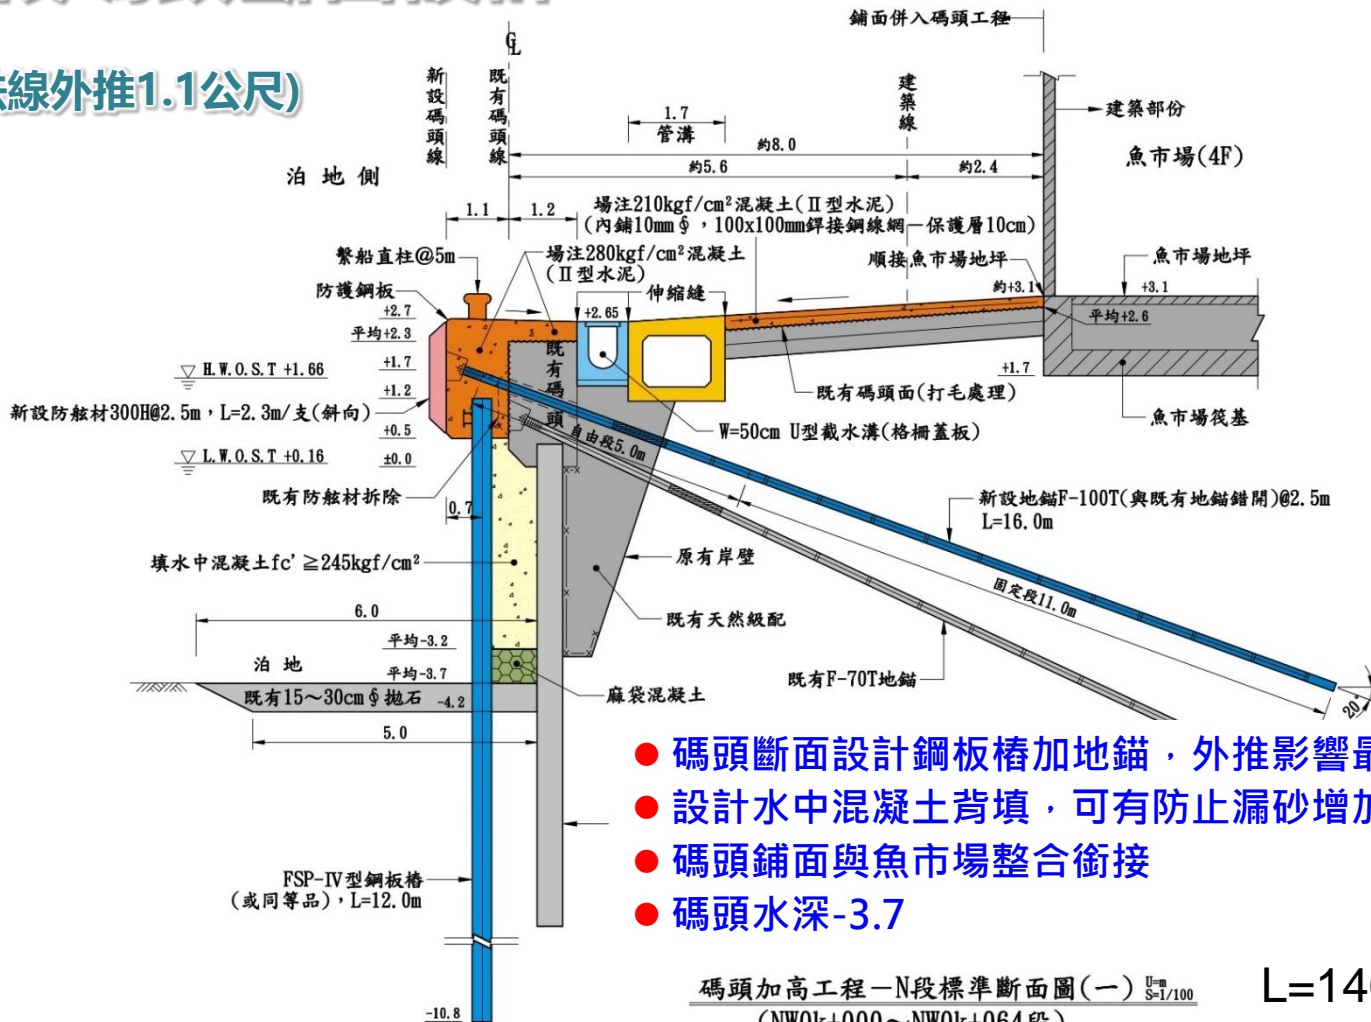 線外推1.1公尺)
鋪面併入碼頭工程
℄
新設碼頭線
既有碼頭線
建築線
建築部份
魚市場(4F)
1.7
管溝
約8.0
約5.6
約2.4
泊地側
1.1
1.2
場注210kgf/cm²混凝土(Ⅱ型水泥)
(內鋪10mm∮，100x100mm銲接鋼線網－保護層10cm)
繫船直柱@5m
場注280kgf/cm²混凝土
(Ⅱ型水泥)
伸縮縫
順接魚市場地坪
魚市場地坪
防護鋼板
+2.7
+2.65
約+3.1
+3.1
平均+2.3
平均+2.6
H.W.O.S.T +1.66
+1.7
+1.7
既有碼頭
既有碼頭面(打毛處理)
新設防舷材300H@2.5m，L=2.3m/支(斜向)
+1.2
魚市場筏基
+0.5
W=50cm U型截水溝(格柵蓋板)
自由段5.0m
L.W.O.S.T +0.16
±0.0
既有防舷材拆除
0.7
新設地錨F-100T(與既有地錨錯開)@2.5m
L=16.0m
填水中混凝土fc' ≧245kgf/cm²
原有岸壁
固定段11.0m
6.0
既有天然級配
平均-3.2
泊地
平均-3.7
既有F-70T地錨
20°
既有15～30cm∮拋石
-4.2
麻袋混凝土
5.0
碼頭斷面設計鋼板樁加地錨，外推影響最
設計水中混凝土背填，可有防止漏砂增加
碼頭鋪面與魚市場整合銜接
碼頭水深-3.7
FSP-Ⅳ型鋼板樁
(或同等品)，L=12.0m
-10.8
碼頭加高工程－N段標準斷面圖(一) U=m S=1/100
(NW0k+000～NW0k+064段)
L=14